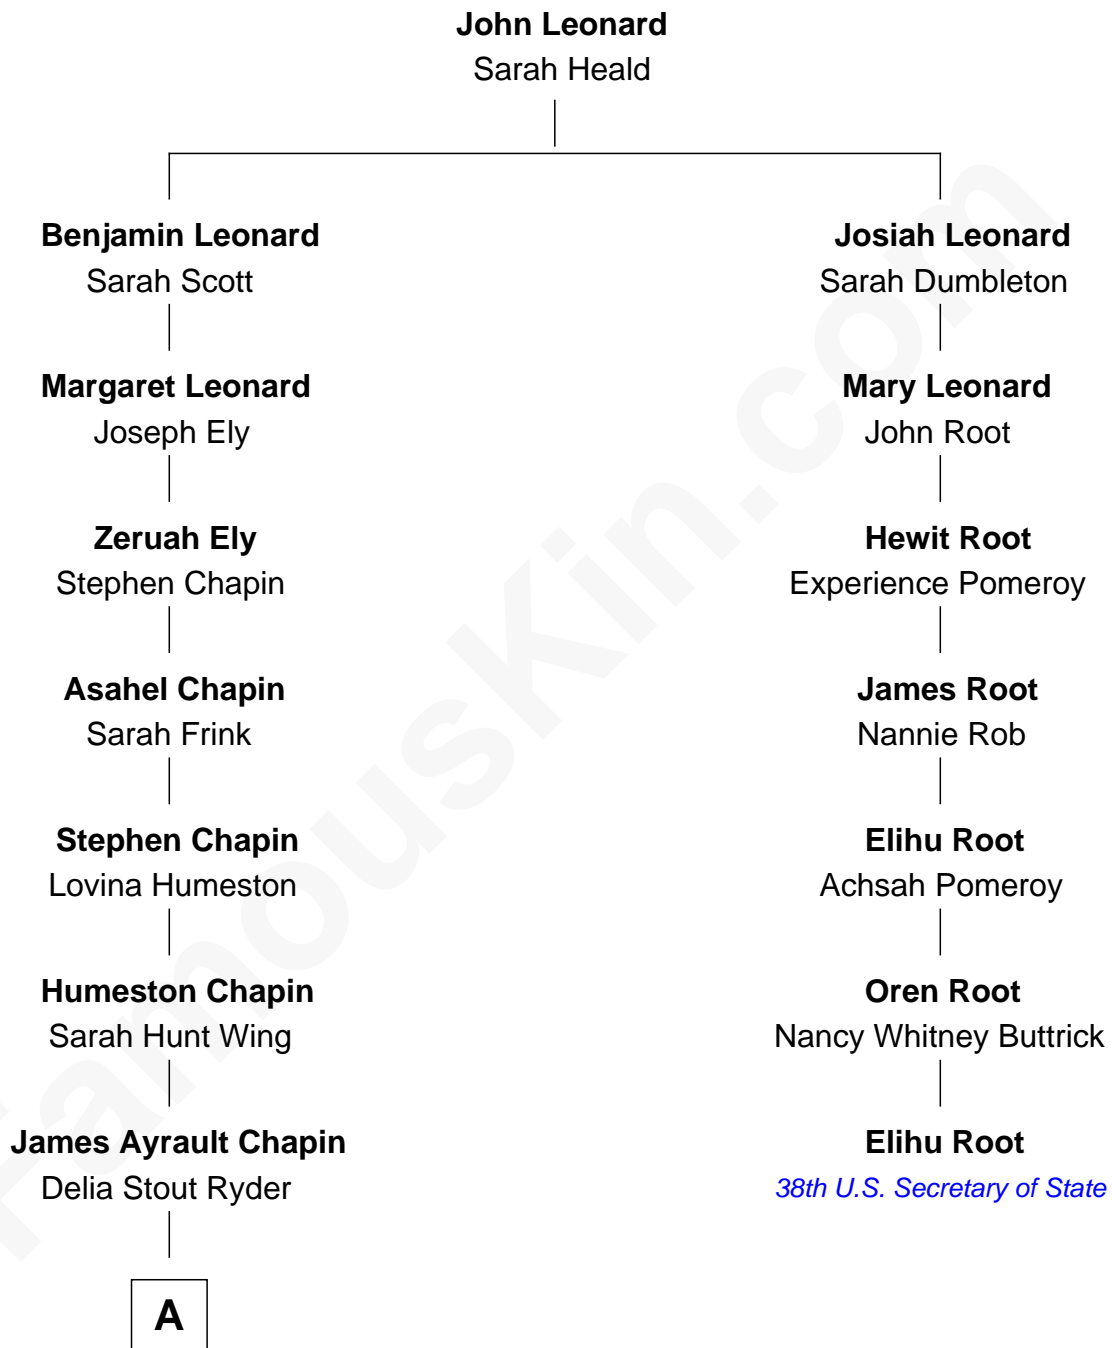 John Leonard
Sarah Heald
Benjamin Leonard
Sarah Scott
Josiah Leonard
Sarah Dumbleton
Margaret Leonard
Joseph Ely
Mary Leonard
John Root
Zeruah Ely
Stephen Chapin
Hewit Root
Experience Pomeroy
Asahel Chapin
Sarah Frink
James Root
Nannie Rob
Stephen Chapin
Lovina Humeston
Elihu Root
Achsah Pomeroy
Humeston Chapin
Sarah Hunt Wing
Oren Root
Nancy Whitney Buttrick
James Ayrault Chapin
Delia Stout Ryder
Elihu Root
38th U.S. Secretary of State
A
FamousKin.com